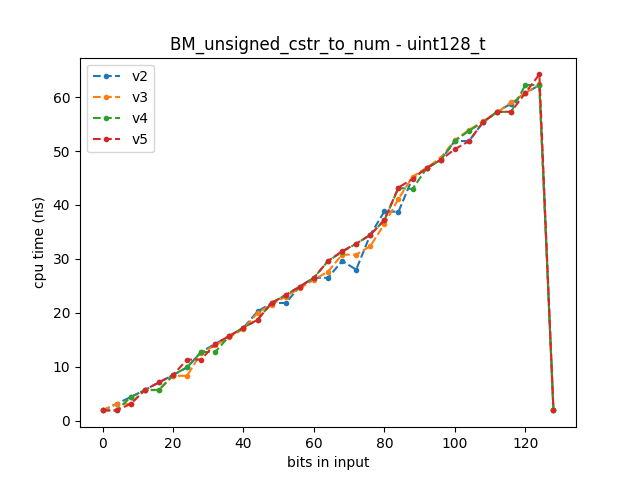 BM_unsigned_cstr_to_num - uint128_t
v2
v3
v4
v5
cpu time (ns)
60
50
40
30
20
10
0
0 20 40 60 80 100 120
bits in input